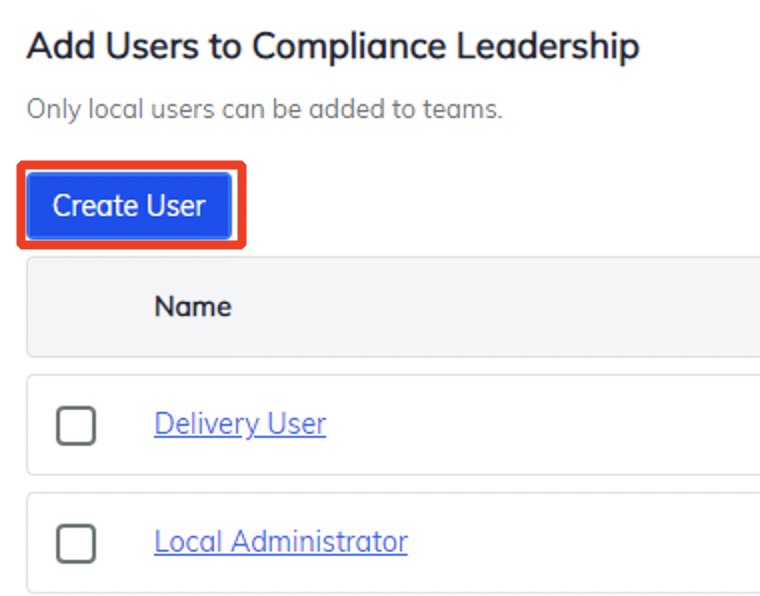 Add Users to Compliance Leadership
Only local users can be added to teams.
Create User
Name
Delivery User
Local Administrator